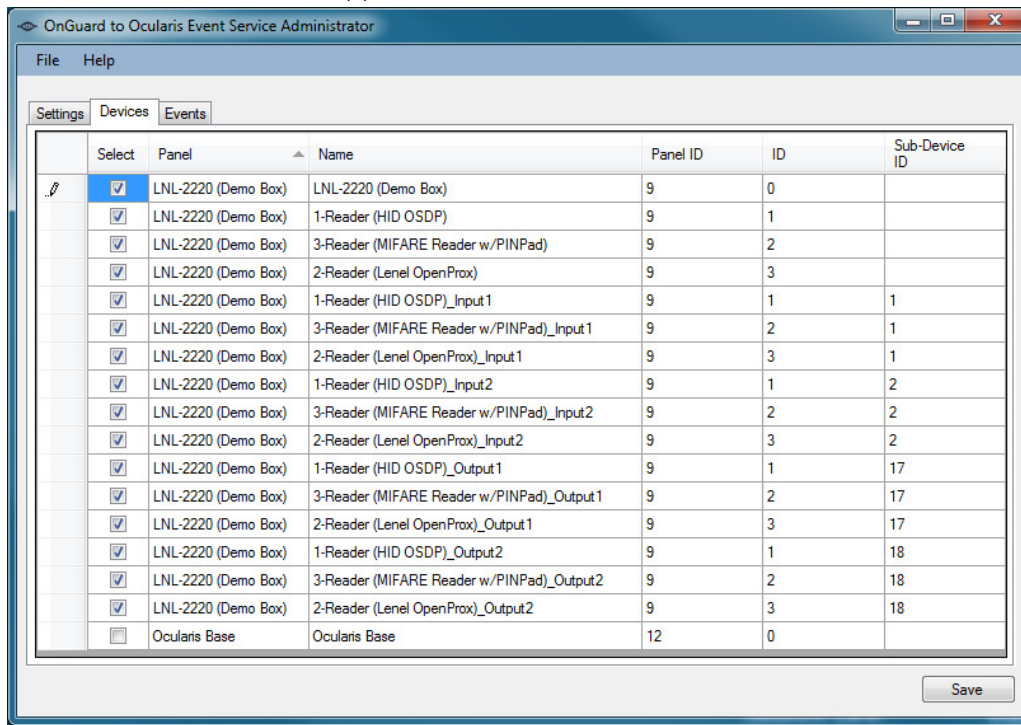 OnGuard to Ocularis Event Service Administrator
File Help
Settings Devices Events
Select Panel Name Panel ID ID Sub-Device ID
LNL-2220 (Demo Box) LNL-2220 (Demo Box) 9 0
LNL-2220 (Demo Box) 1-Reader (HID OSDP) 9 1
LNL-2220 (Demo Box) 3-Reader (MIFARE Reader w/PINPad) 9 2
LNL-2220 (Demo Box) 2-Reader (Lenel OpenProx) 9 3
LNL-2220 (Demo Box) 1-Reader (HID OSDP)_Input1 9 1 1
LNL-2220 (Demo Box) 3-Reader (MIFARE Reader w/PINPad)_Input1 9 2 1
LNL-2220 (Demo Box) 2-Reader (Lenel OpenProx)_Input1 9 3 1
LNL-2220 (Demo Box) 1-Reader (HID OSDP)_Input2 9 1 2
LNL-2220 (Demo Box) 3-Reader (MIFARE Reader w/PINPad)_Input2 9 2 2
LNL-2220 (Demo Box) 2-Reader (Lenel OpenProx)_Input2 9 3 2
LNL-2220 (Demo Box) 1-Reader (HID OSDP)_Output1 9 1 17
LNL-2220 (Demo Box) 3-Reader (MIFARE Reader w/PINPad)_Output1 9 2 17
LNL-2220 (Demo Box) 2-Reader (Lenel OpenProx)_Output1 9 3 17
LNL-2220 (Demo Box) 1-Reader (HID OSDP)_Output2 9 1 18
LNL-2220 (Demo Box) 3-Reader (MIFARE Reader w/PINPad)_Output2 9 2 18
LNL-2220 (Demo Box) 2-Reader (Lenel OpenProx)_Output2 9 3 18
Ocularis Base Ocularis Base 12 0
Save